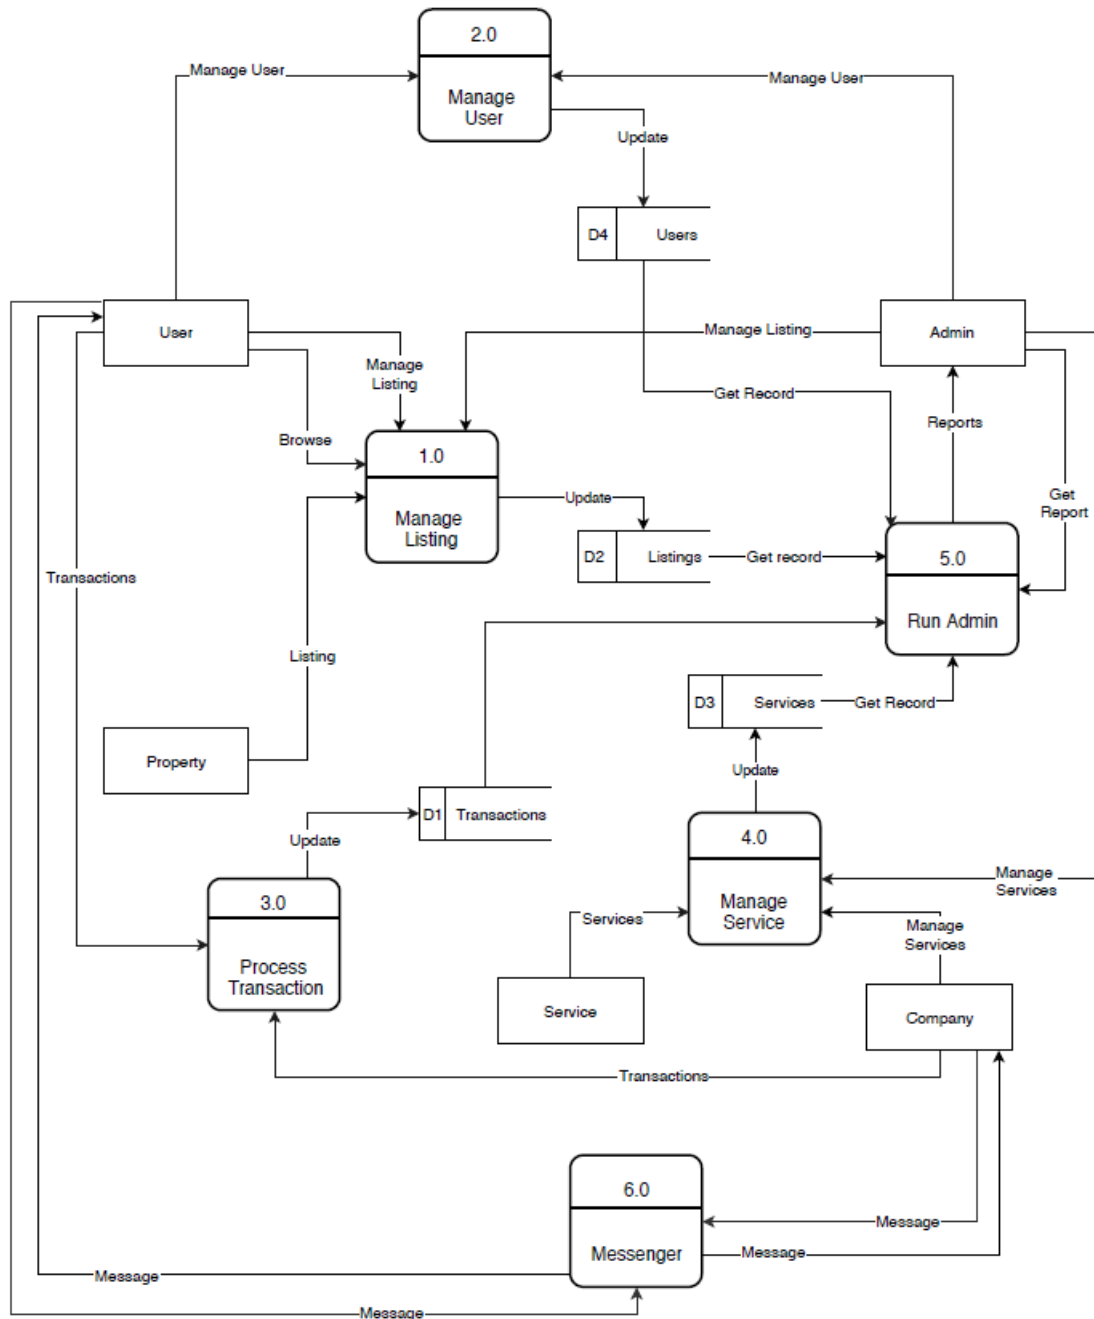 2.0
Manage User
Manage User
Manage
User
Update
D4
Users
User
Manage Listing
Admin
Manage
Listing
Get Record
Reports
Browse
1.0
Get
Report
Update
Manage
Listing
D2
Listings
Get record
5.0
Transactions
Run Admin
Listing
D3
Services
Get Record
Property
Update
D1
Transactions
Update
4.0
Manage
Services
3.0
Manage
Service
Services
Manage
Services
Process
Transaction
Service
Company
Transactions
6.0
Message
Messenger
Message
Message
Message